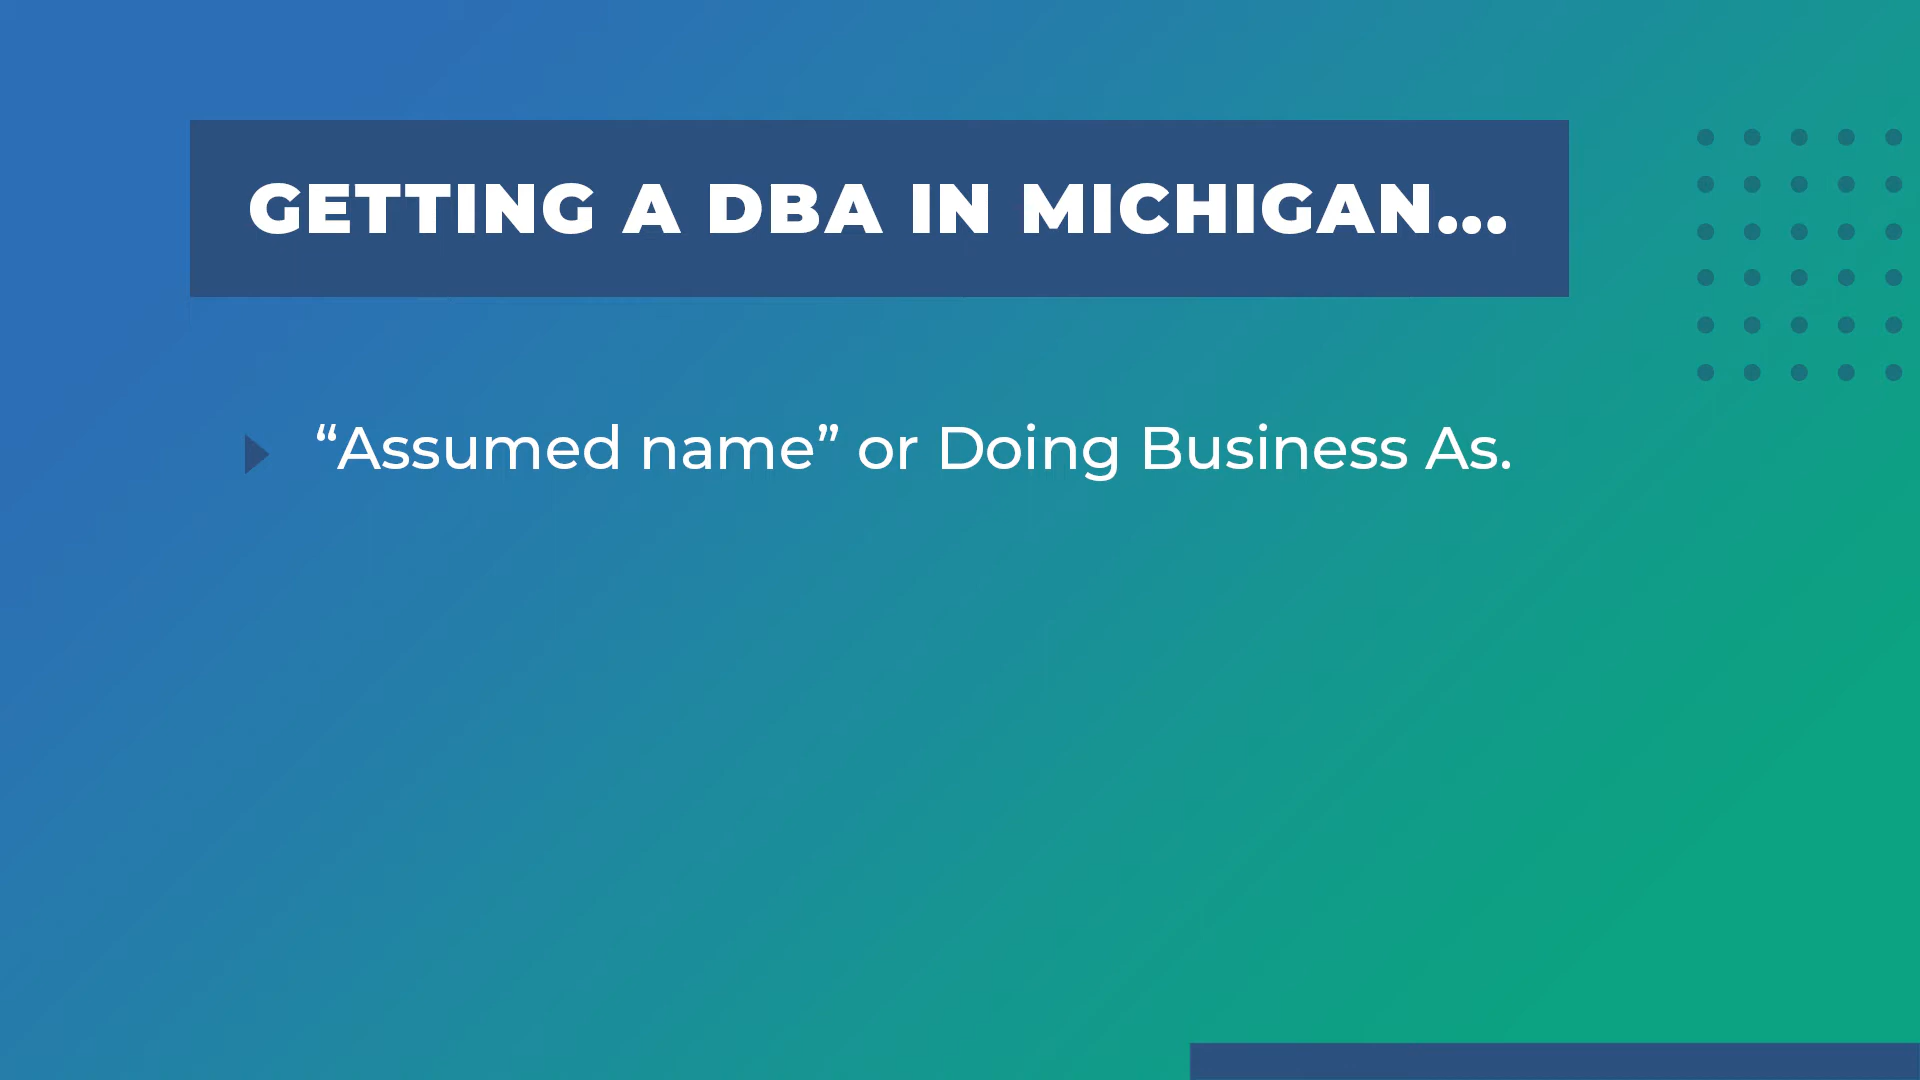 GETTING A DBA IN MICHIGAN...
“Assumed name” or Doing Business As.